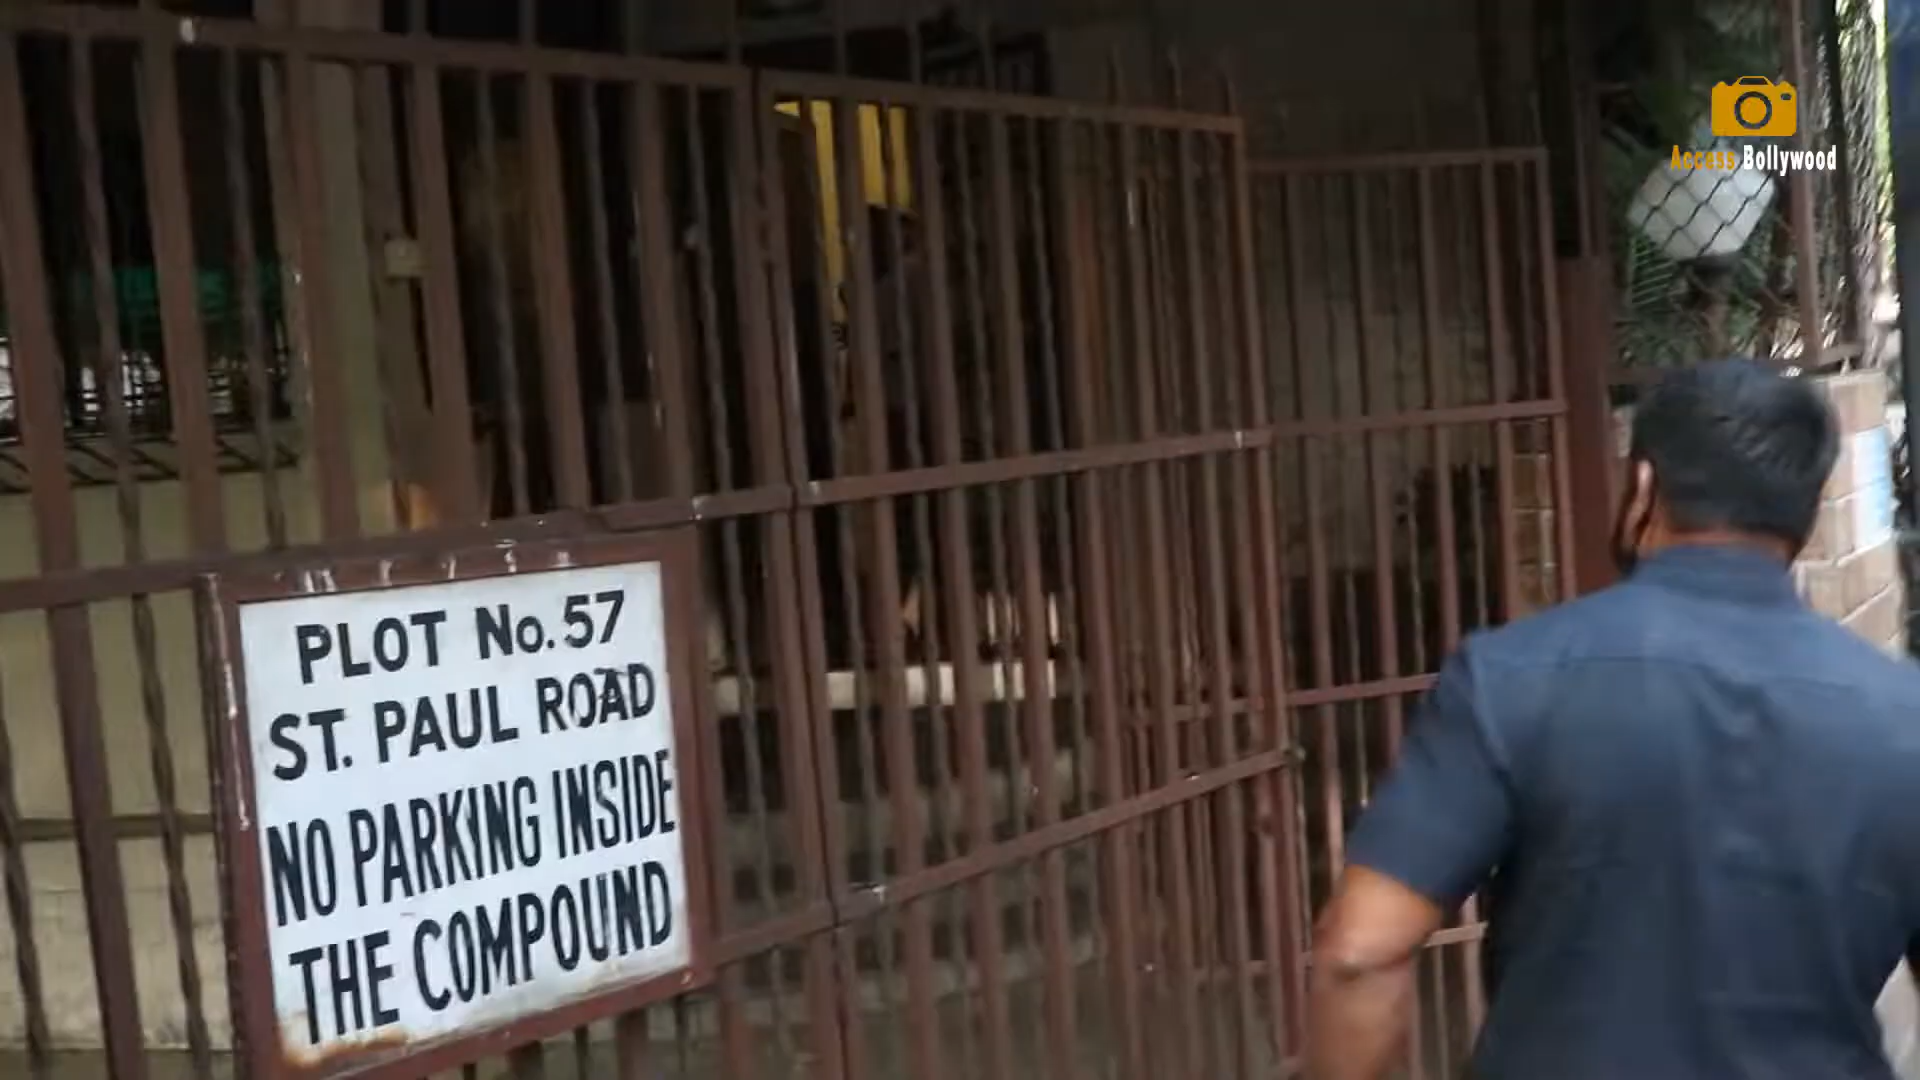 Access Bollywood
PLOT No. 57
ST. PAUL ROAD
NO PARKING INSIDE
THE COMPOUND